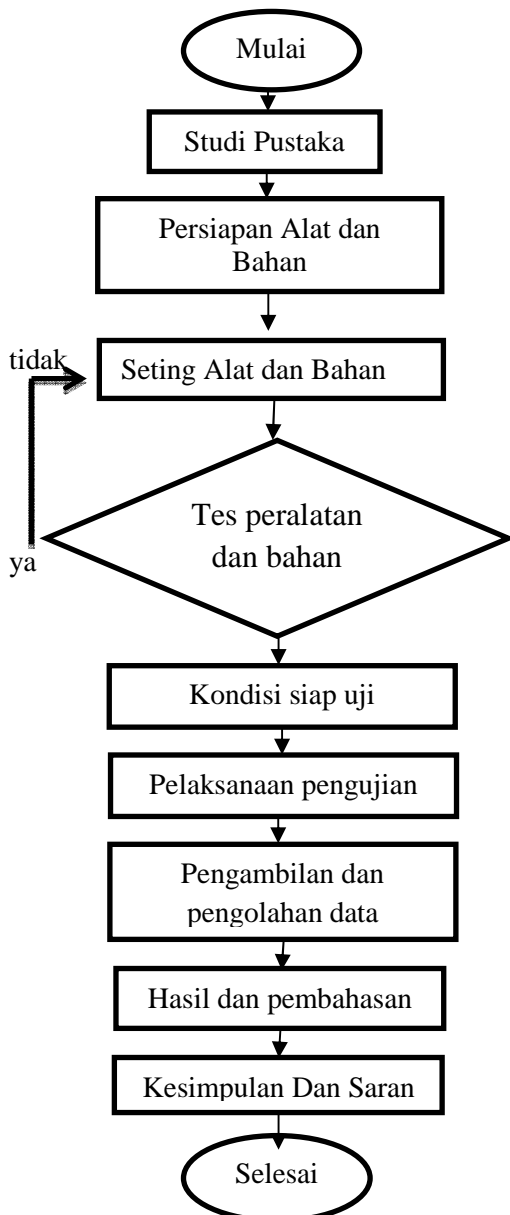 Mulai
Studi Pustaka
Persiapan Alat dan
Bahan
tidak
Seting Alat dan Bahan
Tes peralatan
dan bahan
ya
Kondisi siap uji
Pelaksanaan pengujian
Pengambilan dan
pengolahan data
Hasil dan pembahasan
Kesimpulan Dan Saran
Selesai